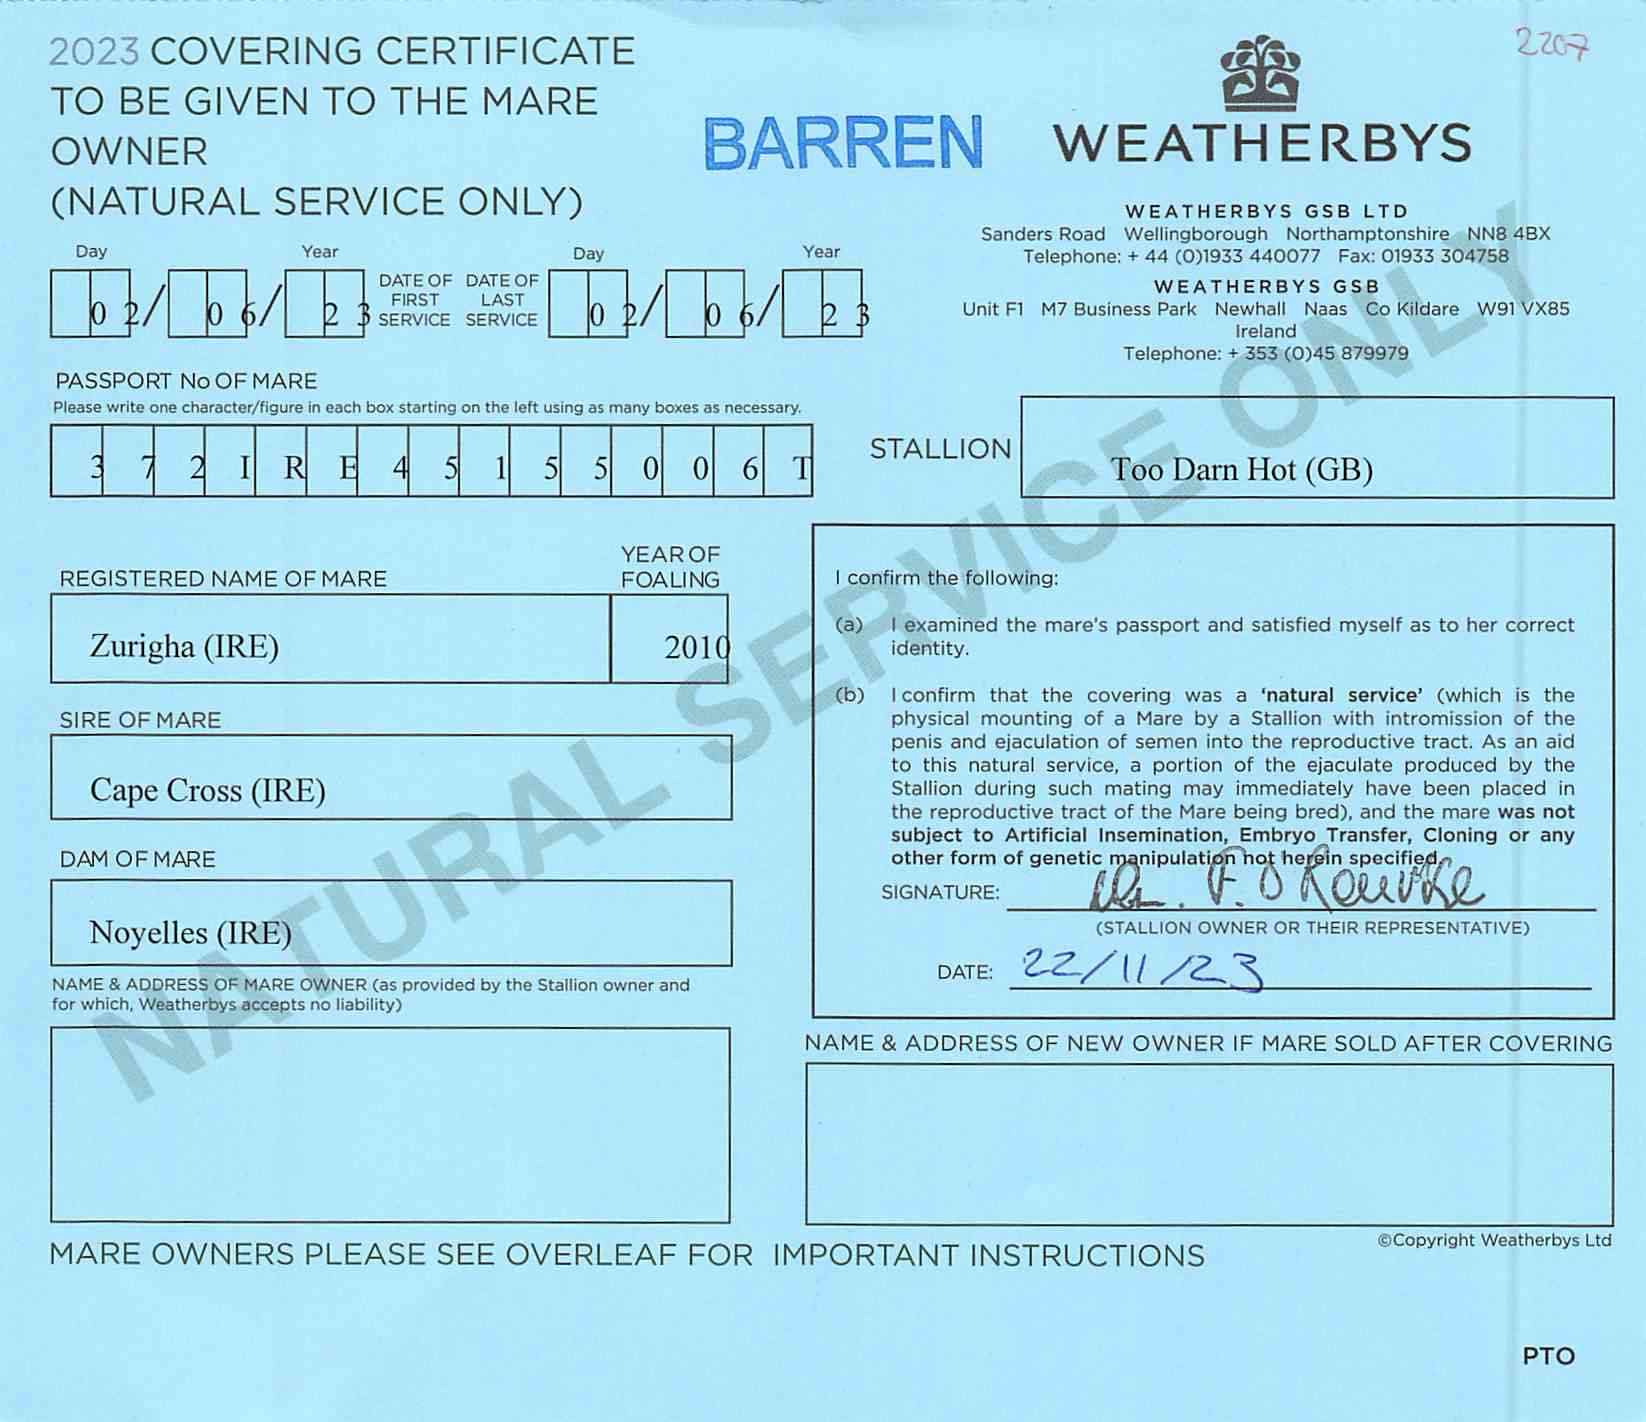 2207
2023 COVERING CERTIFICATE
TO BE GIVEN TO THE MARE
OWNER
(NATURAL SERVICE ONLY)
BARREN
WEATHERBYS
WEATHERBYS GSB LTD
Sanders Road Wellingborough Northamptonshire NN8 4BX
Telephone: + 44 (0)1933 440077 Fax: 01933 304758
WEATHERBYS GSB
Unit F1 M7 Business Park Newhall Naas Co Kildare W91 VX85
Ireland
Telephone: + 353 (0)45 879979
Day Year Day Year
02/06/23 DATE OF FIRST SERVICE DATE OF LAST SERVICE 02/06/23
PASSPORT No OF MARE
Please write one character/figure in each box starting on the left using as many boxes as necessary.
372IRE45155006T
STALLION Too Darn Hot (GB)
REGISTERED NAME OF MARE YEAR OF FOALING
Zurigha (IRE) 2010
SIRE OF MARE
Cape Cross (IRE)
DAM OF MARE
Noyelles (IRE)
NAME & ADDRESS OF MARE OWNER (as provided by the Stallion owner and
for which, Weatherbys accepts no liability)
I confirm the following:
(a) I examined the mare's passport and satisfied myself as to her correct
identity.
(b) I confirm that the covering was a 'natural service' (which is the
physical mounting of a Mare by a Stallion with intromission of the
penis and ejaculation of semen into the reproductive tract. As an aid
to this natural service, a portion of the ejaculate produced by the
Stallion during such mating may immediately have been placed in
the reproductive tract of the Mare being bred), and the mare was not
subject to Artificial Insemination, Embryo Transfer, Cloning or any
other form of genetic manipulation not herein specified.
SIGNATURE: F. O Rourke
(STALLION OWNER OR THEIR REPRESENTATIVE)
DATE: 22/11/23
NAME & ADDRESS OF NEW OWNER IF MARE SOLD AFTER COVERING
©Copyright Weatherbys Ltd
MARE OWNERS PLEASE SEE OVERLEAF FOR IMPORTANT INSTRUCTIONS
PTO
NATURAL SERVICE ONLY